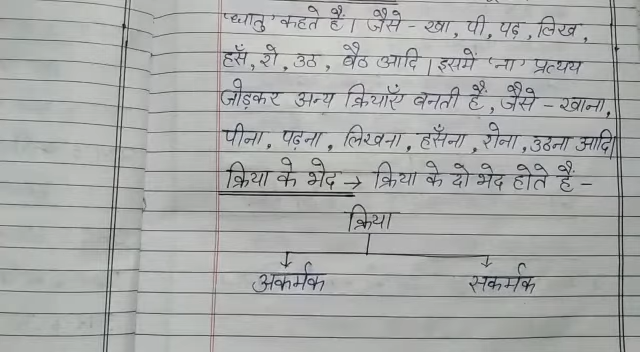 'धातु' कहते हैं। जैसे - खा, पी, पढ़, लिख,
हँस, रो, उठ, बैठ आदि। इसमें 'ना' प्रत्यय
जोड़कर अन्य क्रियाएँ बनती हैं, जैसे - खाना,
पीना, पढ़ना, लिखना, हँसना, रोना, उठना आदि।
क्रिया के भेद → क्रिया के दो भेद होते हैं -
क्रिया
अकर्मक सकर्मक